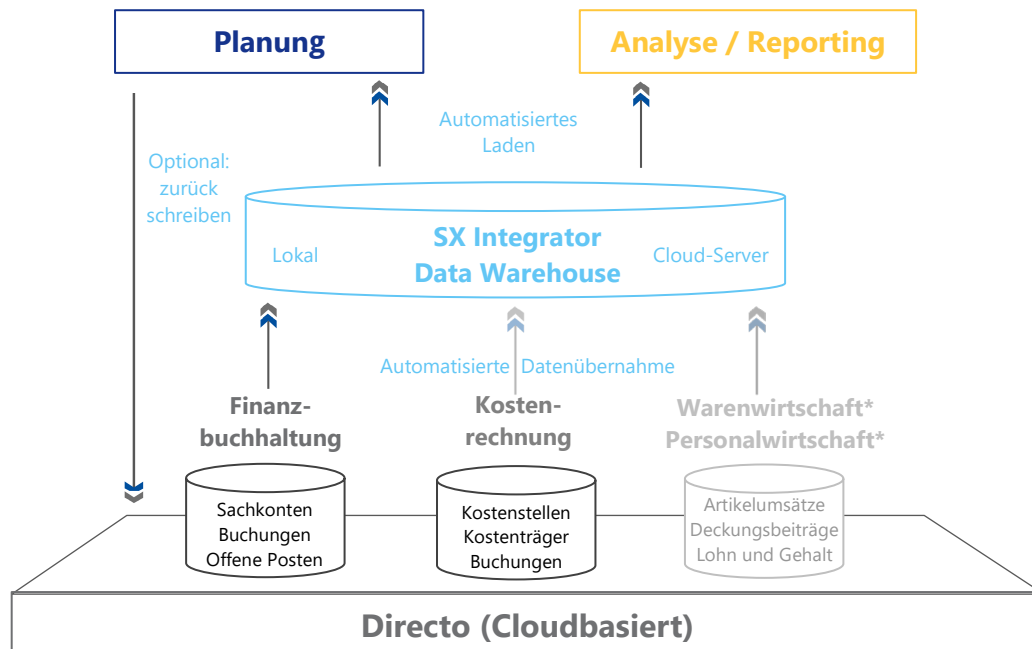 Planung
Analyse / Reporting
Automatisiertes
Laden
Optional:
zurück
schreiben
SX Integrator
Data Warehouse
Lokal
Cloud-Server
Automatisierte Datenübernahme
Finanz-
buchhaltung
Kosten-
rechnung
Warenwirtschaft*
Personalwirtschaft*
Sachkonten
Buchungen
Offene Posten
Kostenstellen
Kostenträger
Buchungen
Artikelumsätze
Deckungsbeiträge
Lohn und Gehalt
Directo (Cloudbasiert)